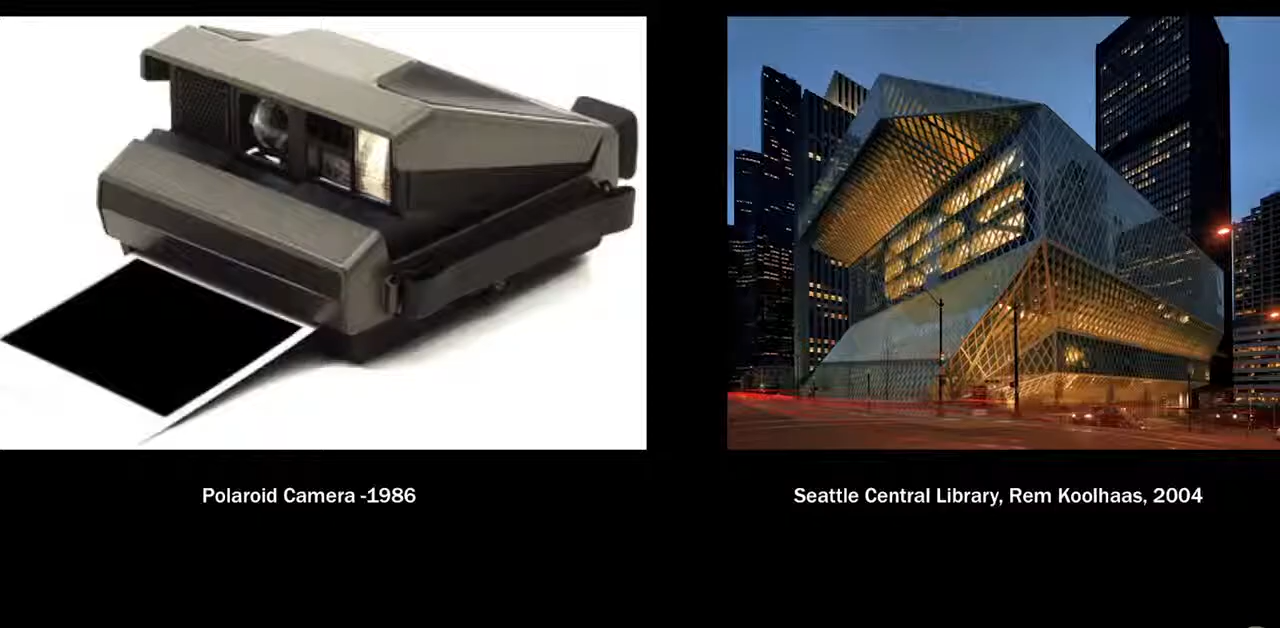 Polaroid Camera -1986
Seattle Central Library, Rem Koolhaas, 2004